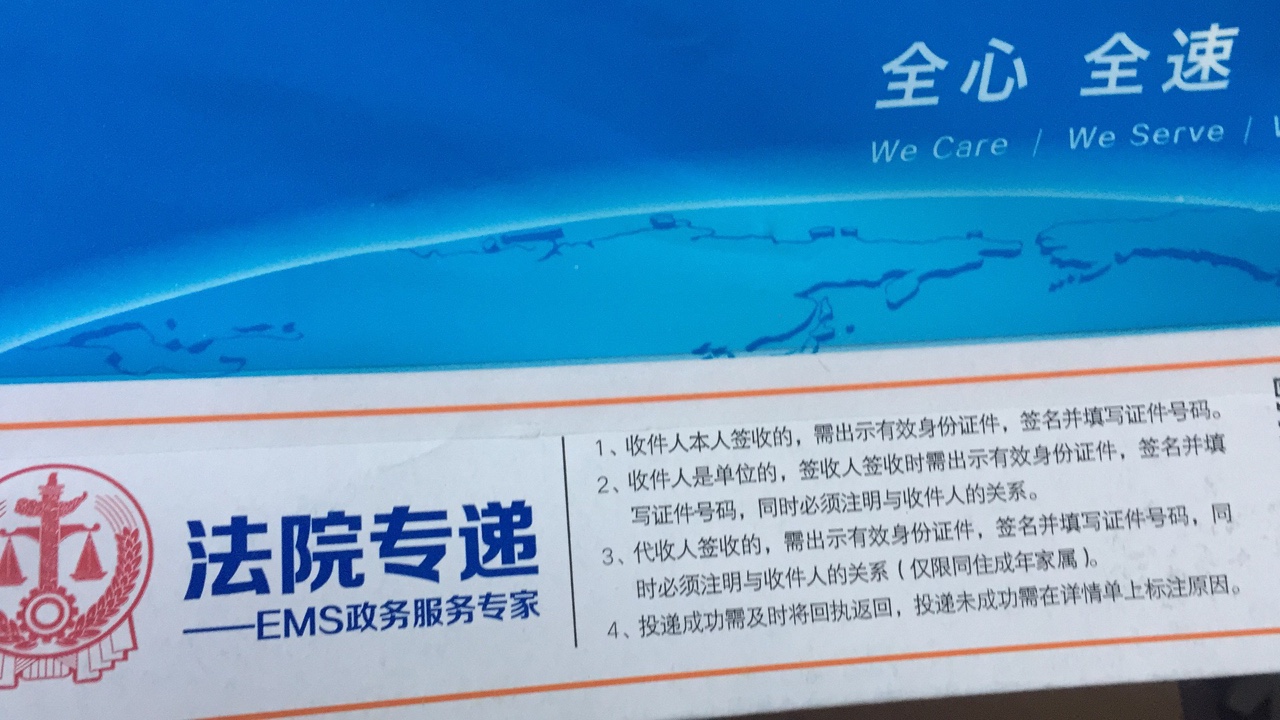 全心 全速
We Care / We Serve /
法院专递
——EMS政务服务专家
1、收件人本人签收的，需出示有效身份证件，签名并填写证件号码。
2、收件人是单位的，签收人签收时需出示有效身份证件，签名并填
写证件号码，同时必须注明与收件人的关系。
3、代收人签收的，需出示有效身份证件，签名并填写证件号码，同
时必须注明与收件人的关系（仅限同住成年家属）。
4、投递成功需及时将回执返回，投递未成功需在详情单上标注原因。